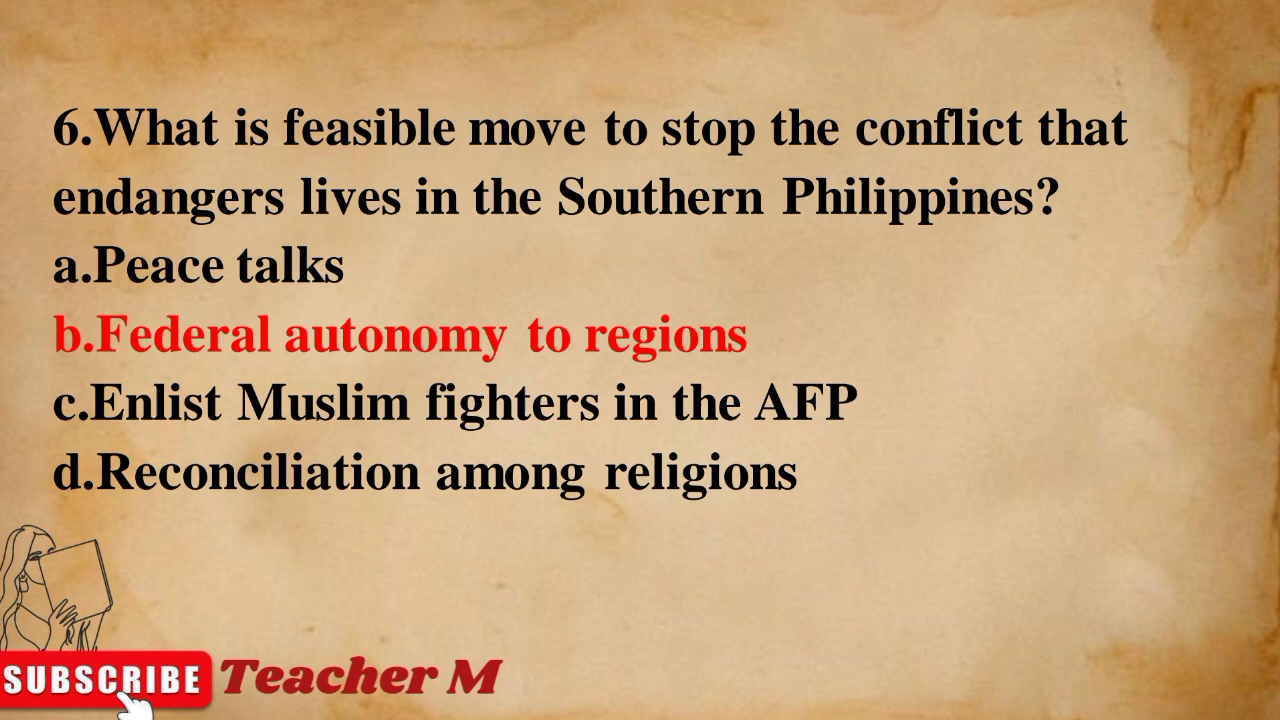 6.What is feasible move to stop the conflict that
endangers lives in the Southern Philippines?
a.Peace talks
b.Federal autonomy to regions
c.Enlist Muslim fighters in the AFP
d.Reconciliation among religions
SUBSCRIBE Teacher M